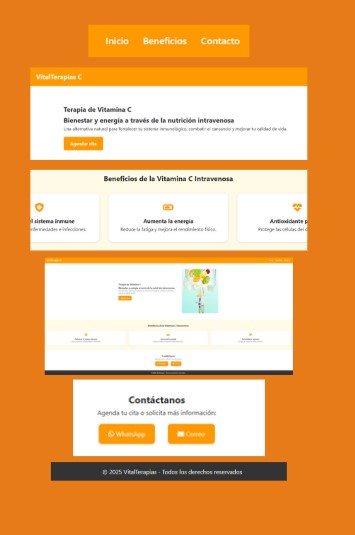 Inicio Beneficios Contacto
VitalTerapias C
Terapia de Vitamina C
Bienestar y energía a través de la nutrición intravenosa
Una alternativa natural para fortalecer tu sistema inmunológico, combatir el cansancio y mejorar tu calidad de vida.
Agendar cita
Beneficios de la Vitamina C Intravenosa
l sistema inmune
Aumenta la energía
Antioxidante p
nfermedades e infecciones.
Reduce la fatiga y mejora el rendimiento físico.
Protege las células del
Contáctanos
Agenda tu cita o solicita más información:
WhatsApp
Correo
© 2025 VitalTerapias - Todos los derechos reservados